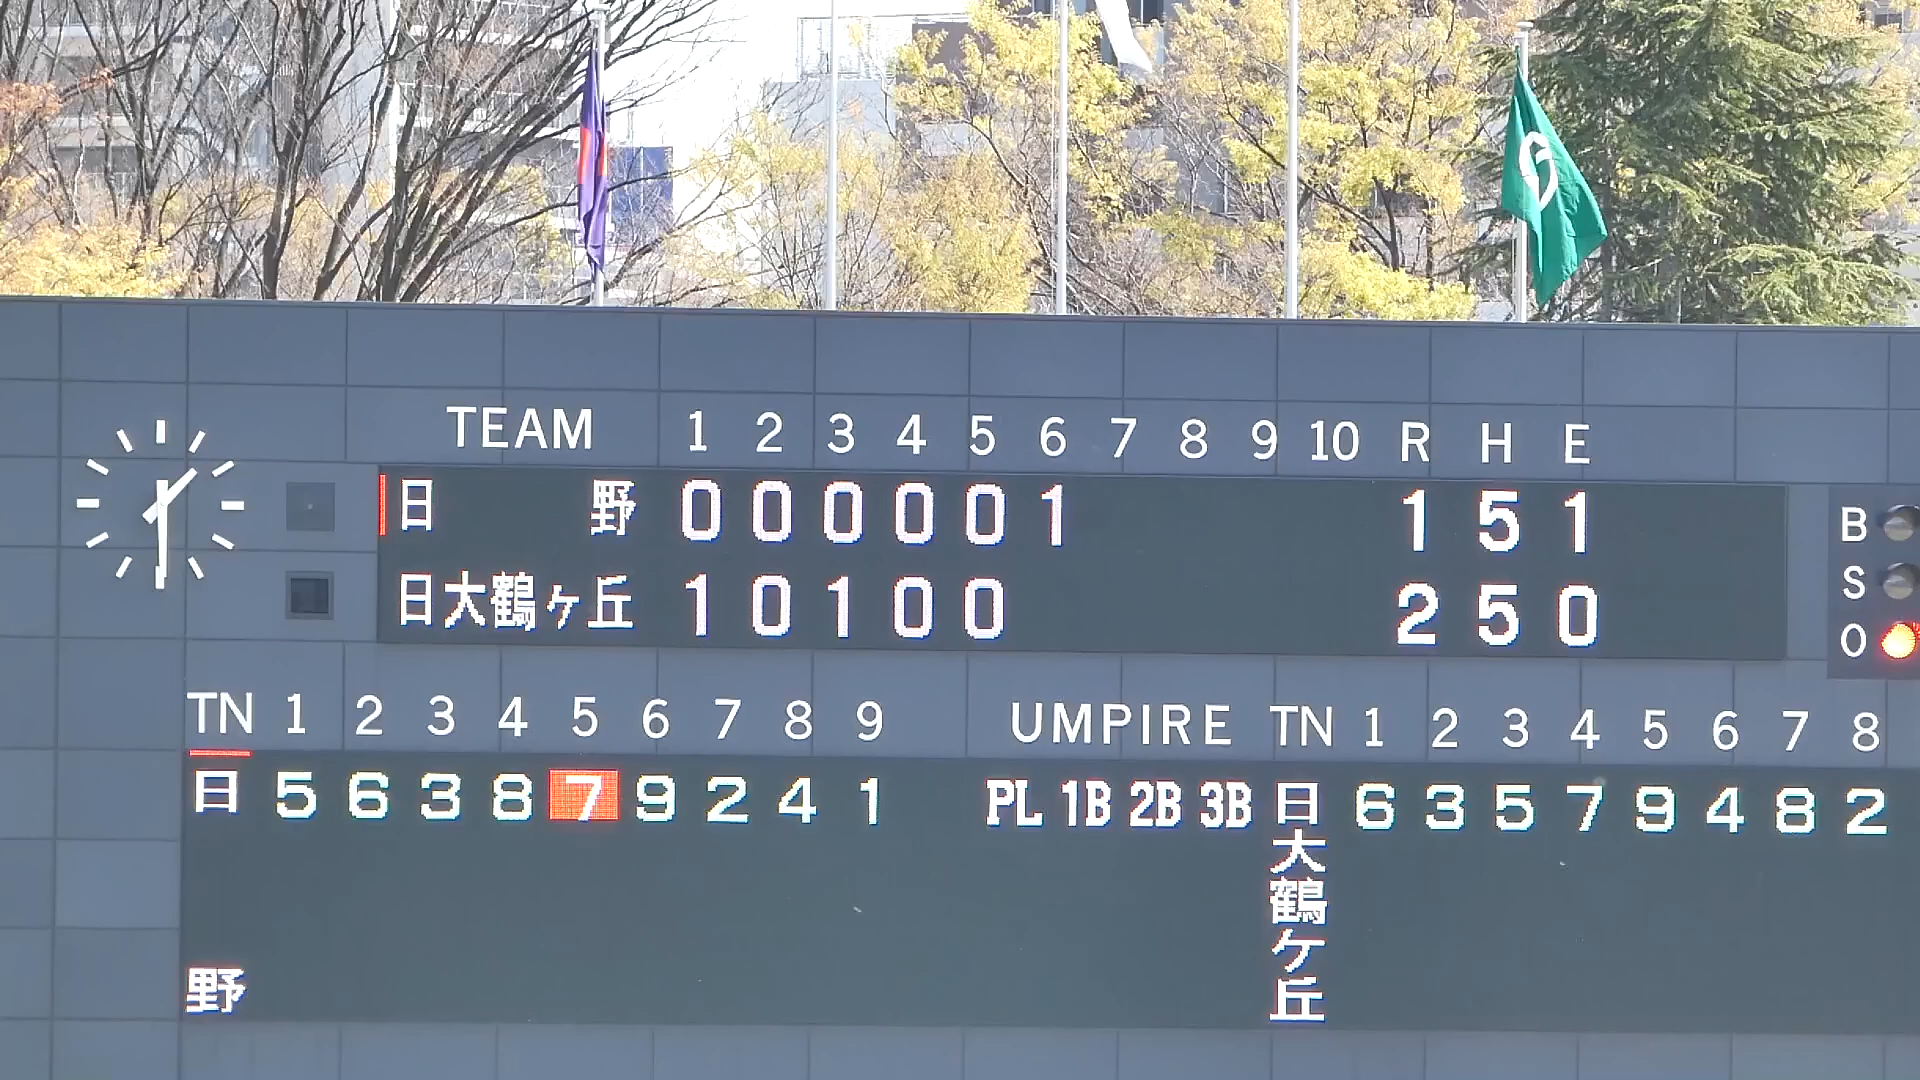 TEAM 1 2 3 4 5 6 7 8 9 10 R H E
日野 0 0 0 0 0 1 1 5 1
日大鶴ヶ丘 1 0 1 0 0 2 5 0
B
S
O
TN 1 2 3 4 5 6 7 8 9 UMPIRE TN 1 2 3 4 5 6 7 8
日野 5 6 3 8 7 9 2 4 1 PL 1B 2B 3B 日大鶴ケ丘 6 3 5 7 9 4 8 2